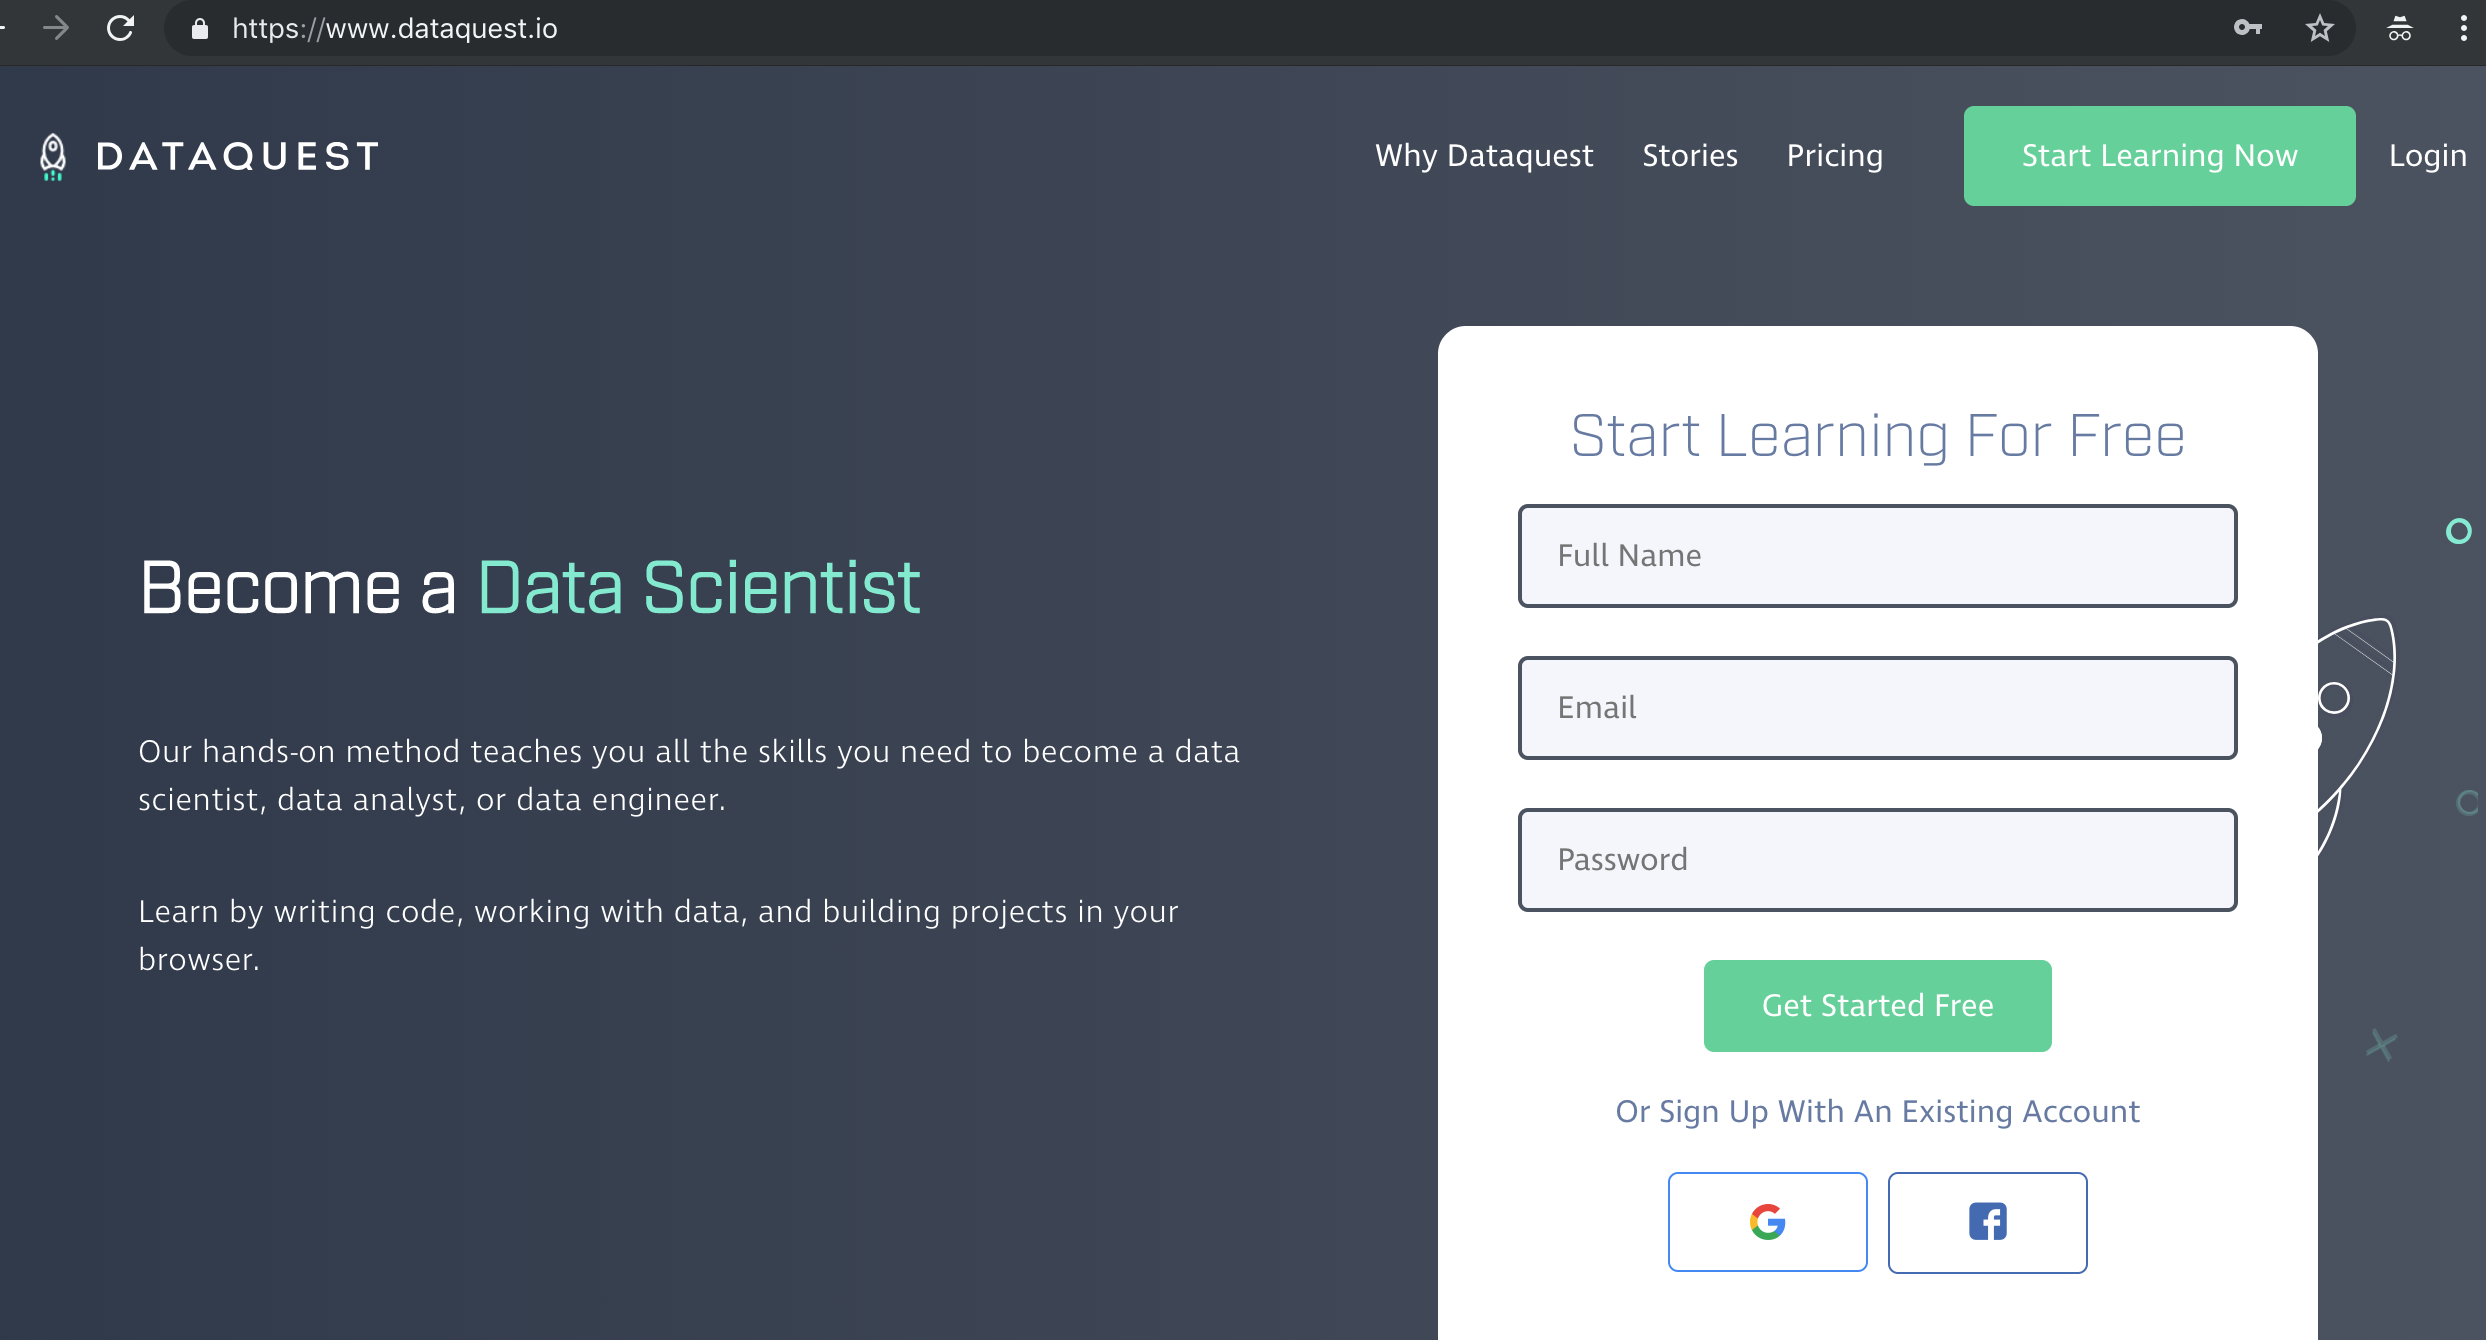 https://www.dataquest.io
DATAQUEST
Why Dataquest
Stories
Pricing
Start Learning Now
Login
Become a Data Scientist
Our hands-on method teaches you all the skills you need to become a data
scientist, data analyst, or data engineer.
Learn by writing code, working with data, and building projects in your
browser.
Start Learning For Free
Full Name
Email
Password
Get Started Free
Or Sign Up With An Existing Account